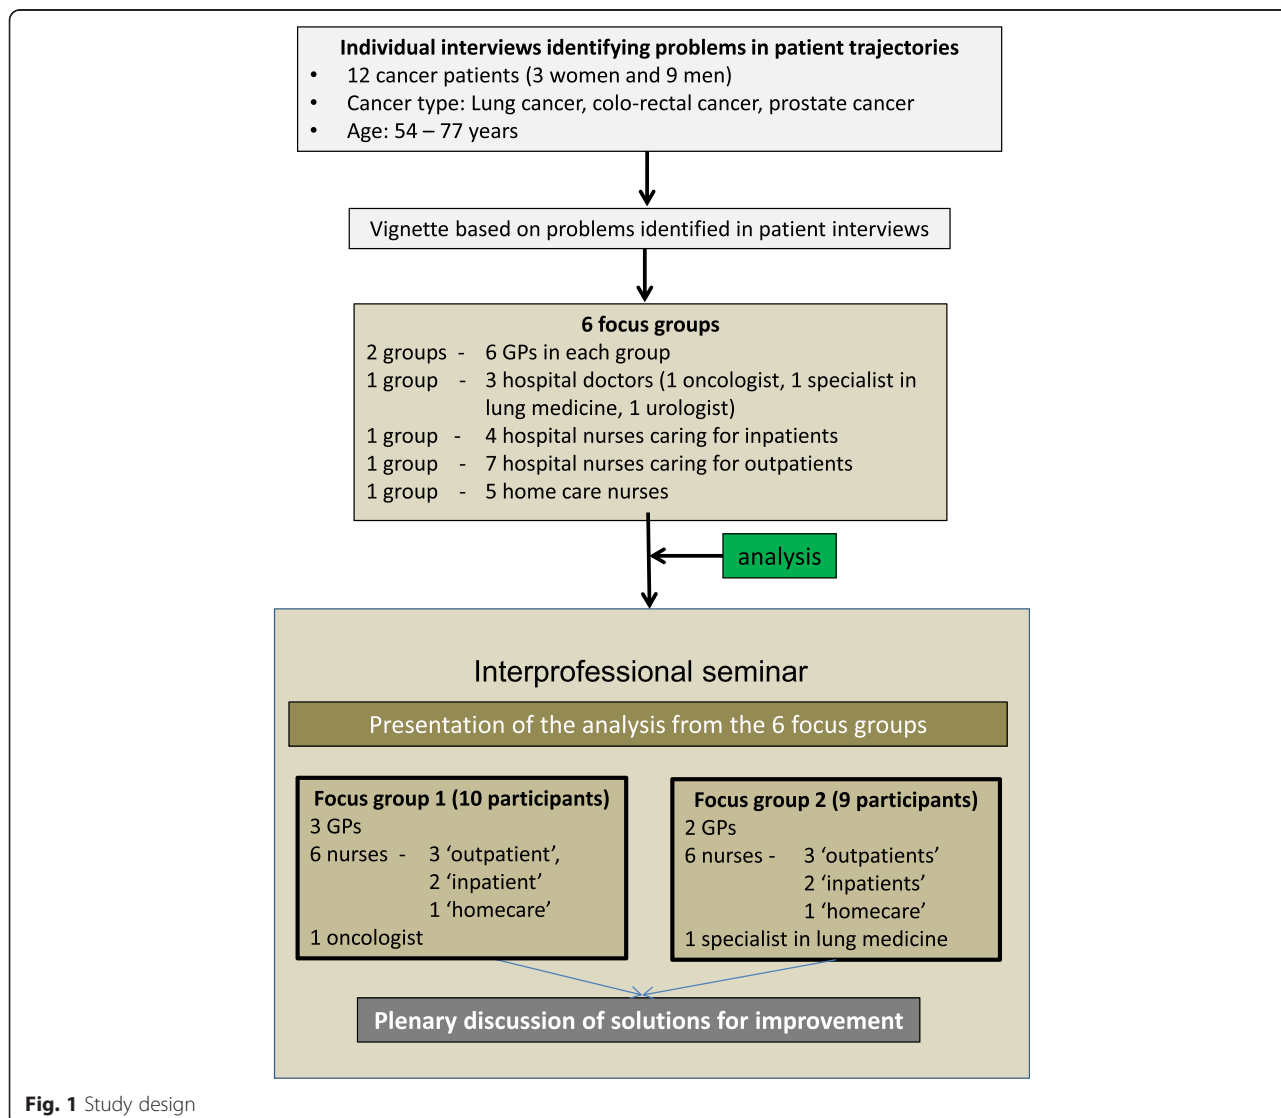 Individual interviews identifying problems in patient trajectories
• 12 cancer patients (3 women and 9 men)
• Cancer type: Lung cancer, colo-rectal cancer, prostate cancer
• Age: 54 – 77 years
Vignette based on problems identified in patient interviews
6 focus groups
2 groups - 6 GPs in each group
1 group - 3 hospital doctors (1 oncologist, 1 specialist in
lung medicine, 1 urologist)
1 group - 4 hospital nurses caring for inpatients
1 group - 7 hospital nurses caring for outpatients
1 group - 5 home care nurses
analysis
Interprofessional seminar
Presentation of the analysis from the 6 focus groups
Focus group 1 (10 participants)
3 GPs
6 nurses - 3 ‘outpatient’,
2 ‘inpatient’
1 ‘homecare’
1 oncologist
Focus group 2 (9 participants)
2 GPs
6 nurses - 3 ‘outpatients’
2 ‘inpatients’
1 ‘homecare’
1 specialist in lung medicine
Plenary discussion of solutions for improvement
Fig. 1 Study design